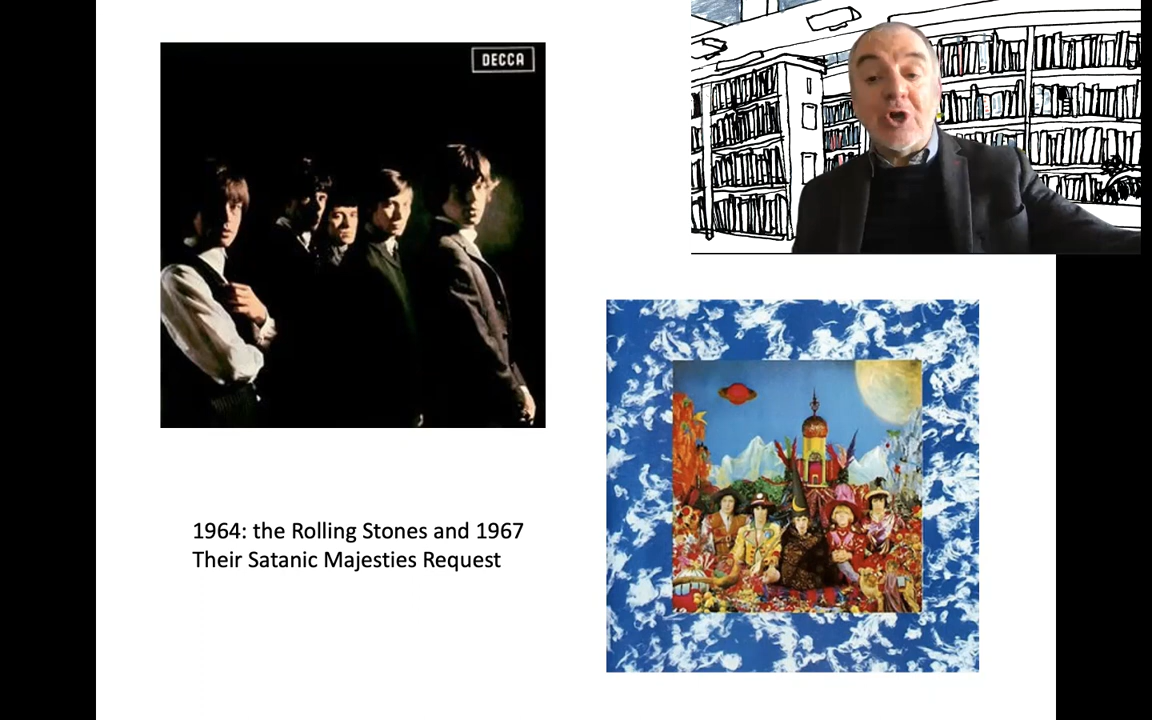 DECCA
1964: the Rolling Stones and 1967
Their Satanic Majesties Request